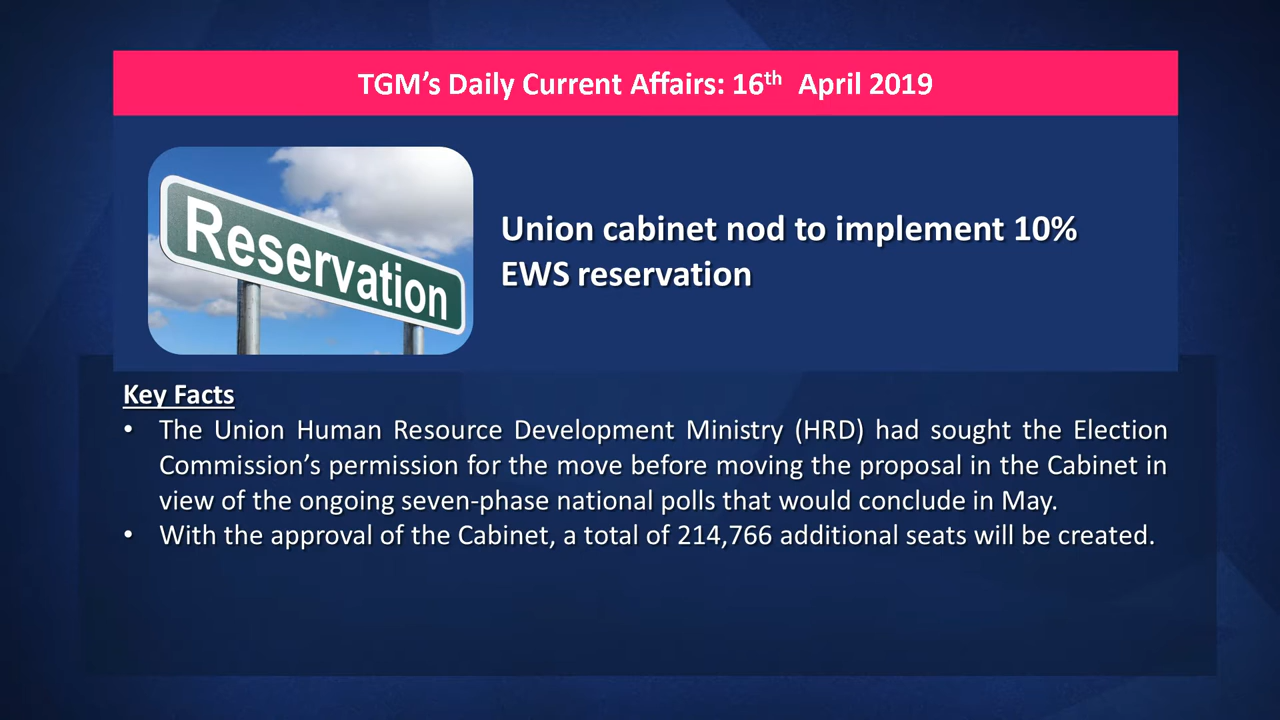 TGM’s Daily Current Affairs: 16th April 2019
Reservation
Union cabinet nod to implement 10%
EWS reservation
Key Facts
• The Union Human Resource Development Ministry (HRD) had sought the Election
Commission’s permission for the move before moving the proposal in the Cabinet in
view of the ongoing seven-phase national polls that would conclude in May.
• With the approval of the Cabinet, a total of 214,766 additional seats will be created.